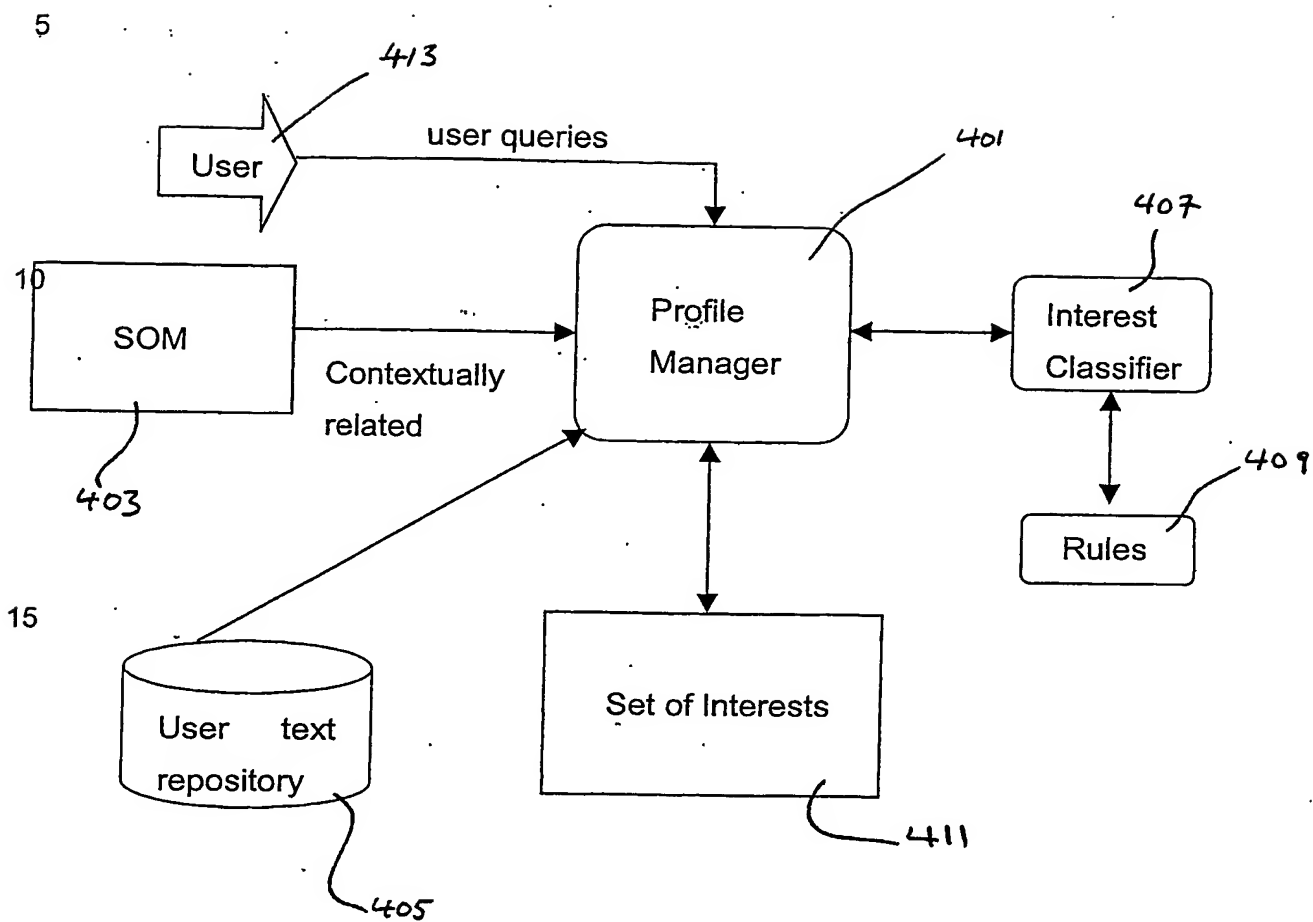 5
413
User
user queries
401
407
10
SOM
Profile
Manager
Interest
Classifier
Contextually
related
403
409
Rules
15
User text
repository
Set of Interests
411
405